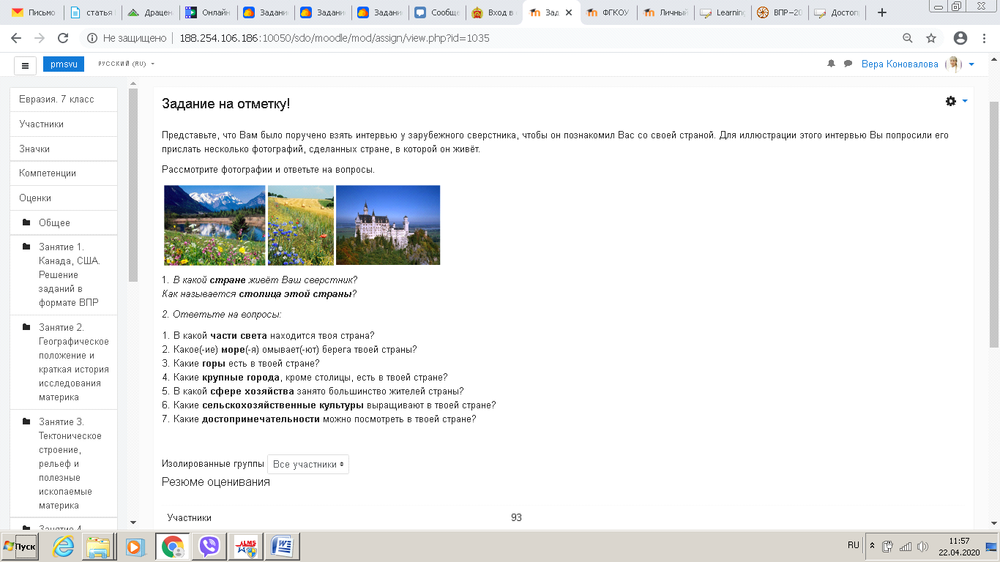 Письмо
статья
Драцен
Онлайн
Задани
Задани
Задани
Сообще
Вход в
Зад
ФГКОУ
Личный
Learning
ВПР–20
Достоп
Не защищено
188.254.106.186:10050/sdo/moodle/mod/assign/view.php?id=1035
pmsvu
РУССКИЙ (RU)
Вера Коновалова
Евразия. 7 класс
Участники
Значки
Компетенции
Оценки
Общее
Занятие 1.
Канада, США.
Решение
заданий в
формате ВПР
Занятие 2.
Географическое
положение и
краткая история
исследования
материка
Занятие 3.
Тектоническое
строение,
рельеф и
полезные
ископаемые
материка
Занятие 4.
Задание на отметку!
Представьте, что Вам было поручено взять интервью у зарубежного сверстника, чтобы он познакомил Вас со своей страной. Для иллюстрации этого интервью Вы попросили его
прислать несколько фотографий, сделанных стране, в которой он живёт.
Рассмотрите фотографии и ответьте на вопросы.
1. В какой стране живёт Ваш сверстник?
Как называется столица этой страны?
2. Ответьте на вопросы:
1. В какой части света находится твоя страна?
2. Какое(-ие) море(-я) омывает(-ют) берега твоей страны?
3. Какие горы есть в твоей стране?
4. Какие крупные города, кроме столицы, есть в твоей стране?
5. В какой сфере хозяйства занято большинство жителей страны?
6. Какие сельскохозяйственные культуры выращивают в твоей стране?
7. Какие достопримечательности можно посмотреть в твоей стране?
Изолированные группы Все участники
Резюме оценивания
Участники 93
Пуск
ALMS
RU
11:57
22.04.2020